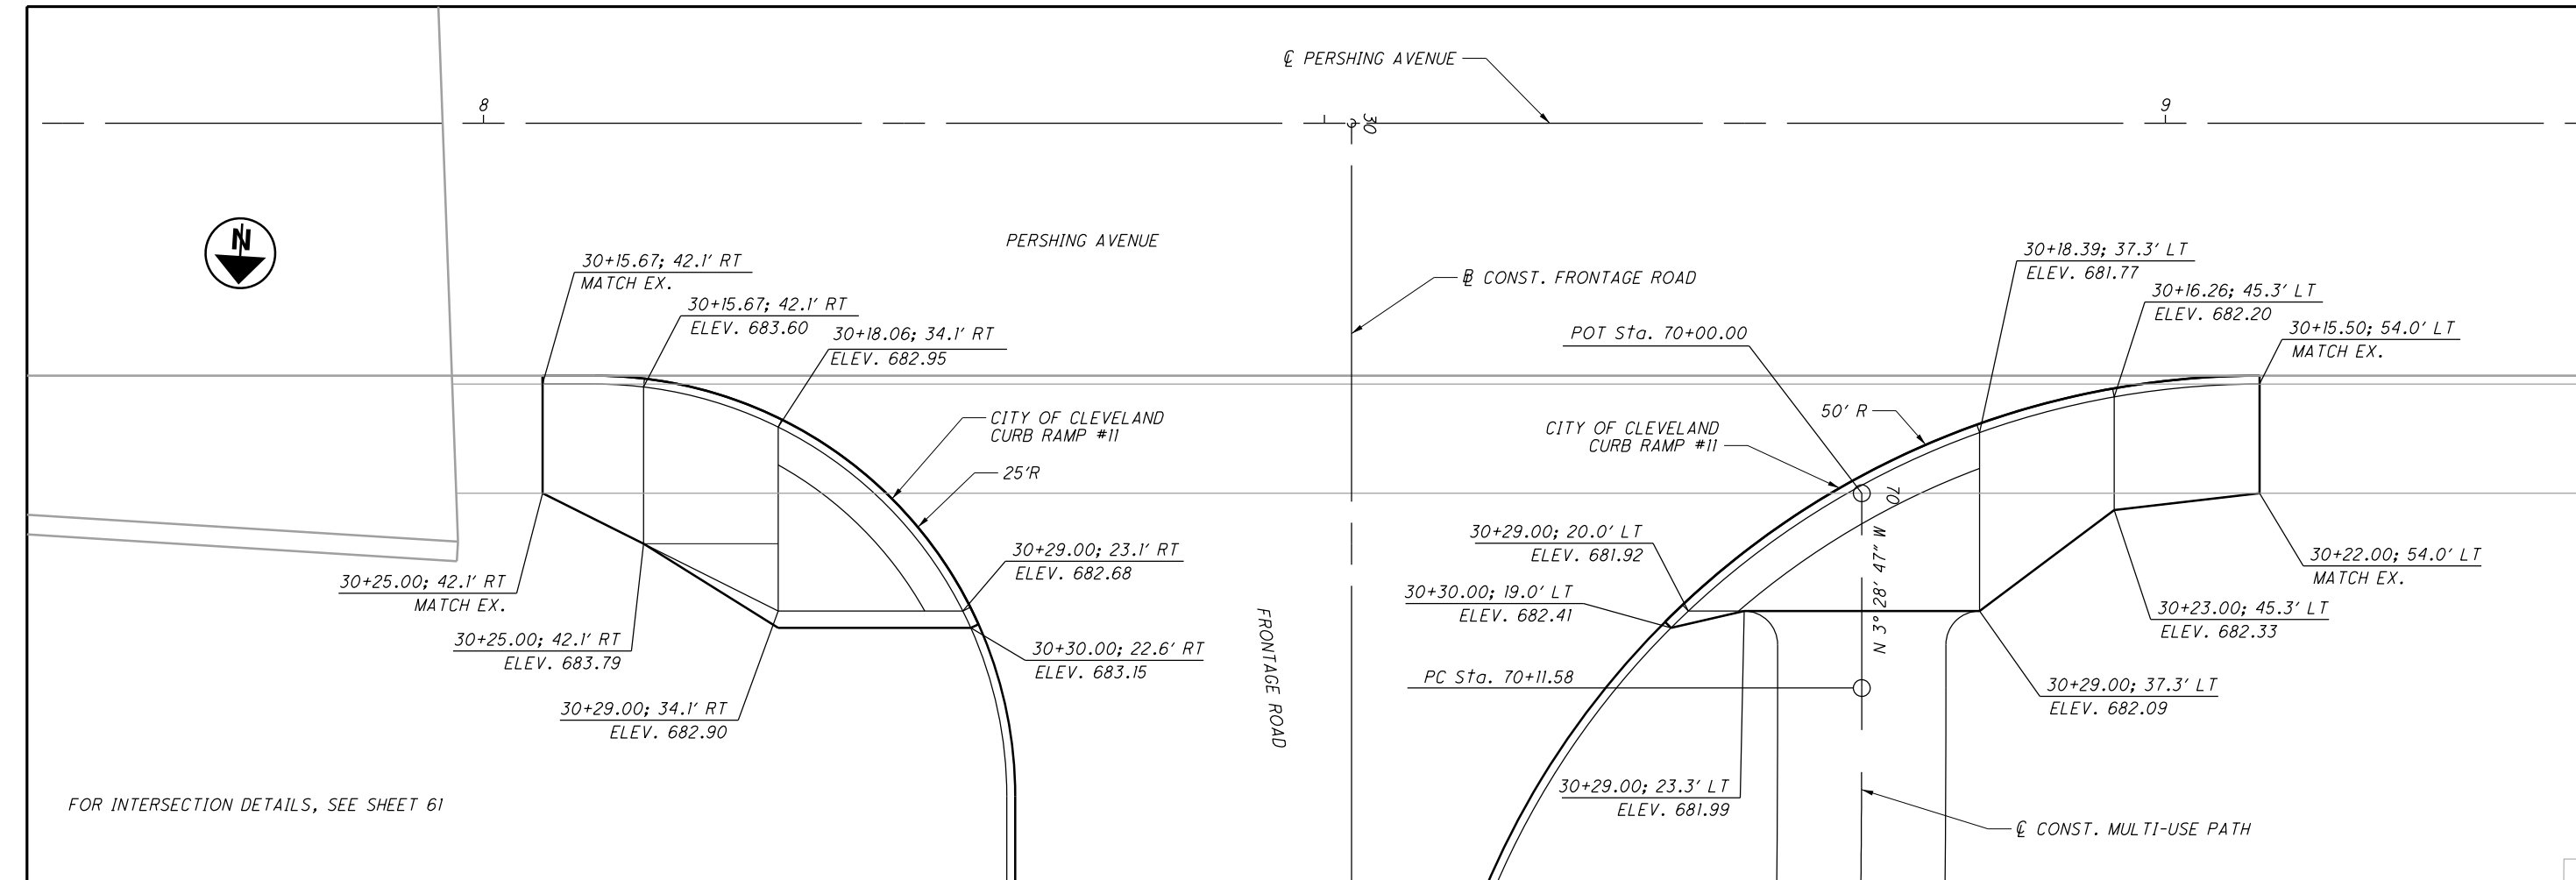 ℄ PERSHING AVENUE
8
9
30
N
PERSHING AVENUE
30+15.67; 42.1' RT
MATCH EX.
30+15.67; 42.1' RT
ELEV. 683.60
30+18.06; 34.1' RT
ELEV. 682.95
CONST. FRONTAGE ROAD
POT Sta. 70+00.00
30+18.39; 37.3' LT
ELEV. 681.77
30+16.26; 45.3' LT
ELEV. 682.20
30+15.50; 54.0' LT
MATCH EX.
CITY OF CLEVELAND
CURB RAMP #11
25'R
CITY OF CLEVELAND
CURB RAMP #11
50' R
70
N 3° 28' 47" W
30+25.00; 42.1' RT
MATCH EX.
30+25.00; 42.1' RT
ELEV. 683.79
30+29.00; 34.1' RT
ELEV. 682.90
30+29.00; 23.1' RT
ELEV. 682.68
30+30.00; 22.6' RT
ELEV. 683.15
FRONTAGE ROAD
30+29.00; 20.0' LT
ELEV. 681.92
30+30.00; 19.0' LT
ELEV. 682.41
PC Sta. 70+11.58
30+29.00; 23.3' LT
ELEV. 681.99
30+22.00; 54.0' LT
MATCH EX.
30+23.00; 45.3' LT
ELEV. 682.33
30+29.00; 37.3' LT
ELEV. 682.09
℄ CONST. MULTI-USE PATH
FOR INTERSECTION DETAILS, SEE SHEET 61